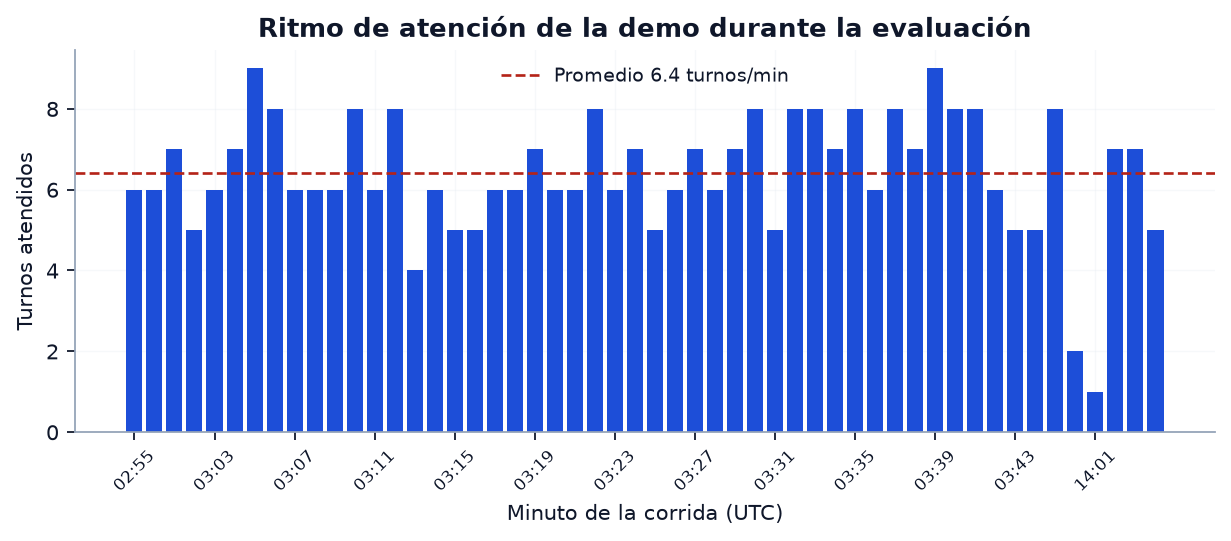 Ritmo de atención de la demo durante la evaluación
Promedio 6.4 turnos/min
Turnos atendidos
8
6
4
2
0
02:55 03:03 03:07 03:11 03:15 03:19 03:23 03:27 03:31 03:35 03:39 03:43 14:01
Minuto de la corrida (UTC)